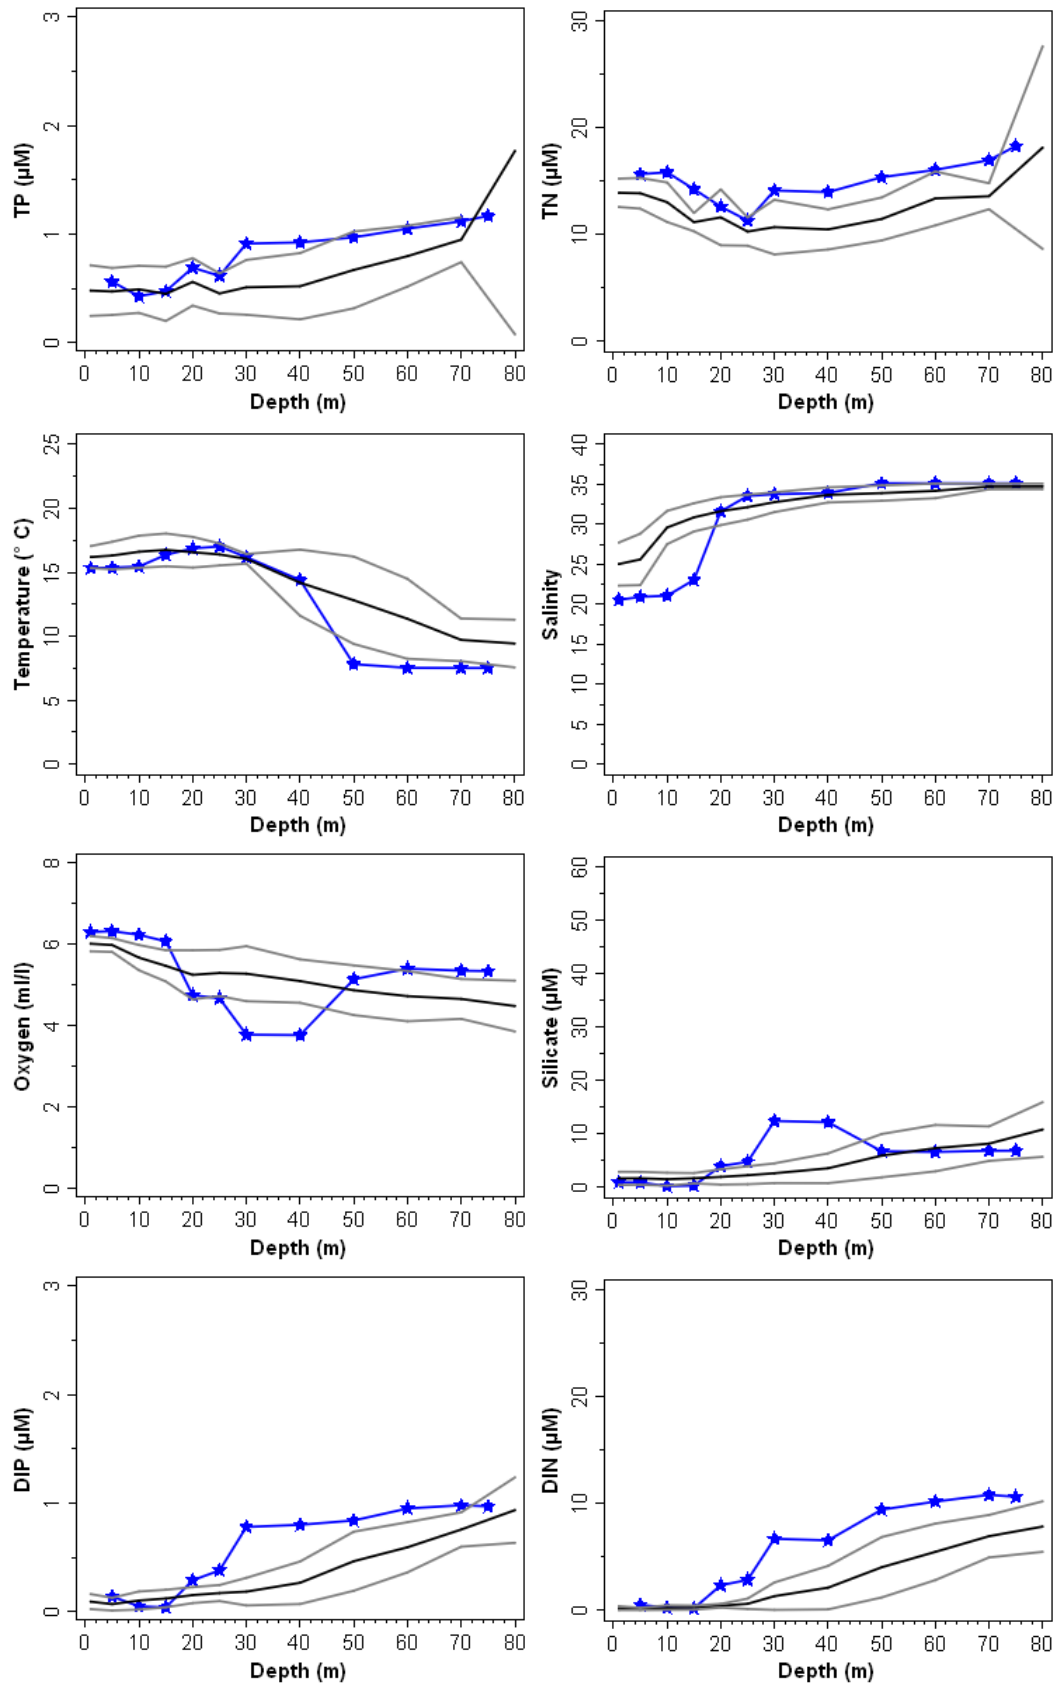 TP (µM)
0 1 2 3
0 10 20 30 40 50 60 70 80
Depth (m)
TN (µM)
0 10 20 30
0 10 20 30 40 50 60 70 80
Depth (m)
Temperature (° C)
0 5 10 15 20 25
0 10 20 30 40 50 60 70 80
Depth (m)
Salinity
0 5 10 15 20 25 30 35 40
0 10 20 30 40 50 60 70 80
Depth (m)
Oxygen (ml/l)
0 2 4 6 8
0 10 20 30 40 50 60 70 80
Depth (m)
Silicate (µM)
0 10 20 30 40 50 60
0 10 20 30 40 50 60 70 80
Depth (m)
DIP (µM)
0 1 2 3
0 10 20 30 40 50 60 70 80
Depth (m)
DIN (µM)
0 10 20 30
0 10 20 30 40 50 60 70 80
Depth (m)